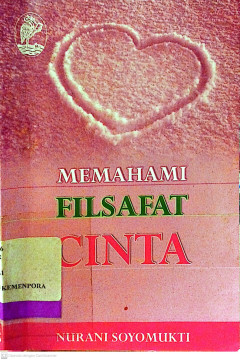 MEMAHAMI
FILSAFAT
CINTA
KEMENPORA
NURANI SOYOMUKTI